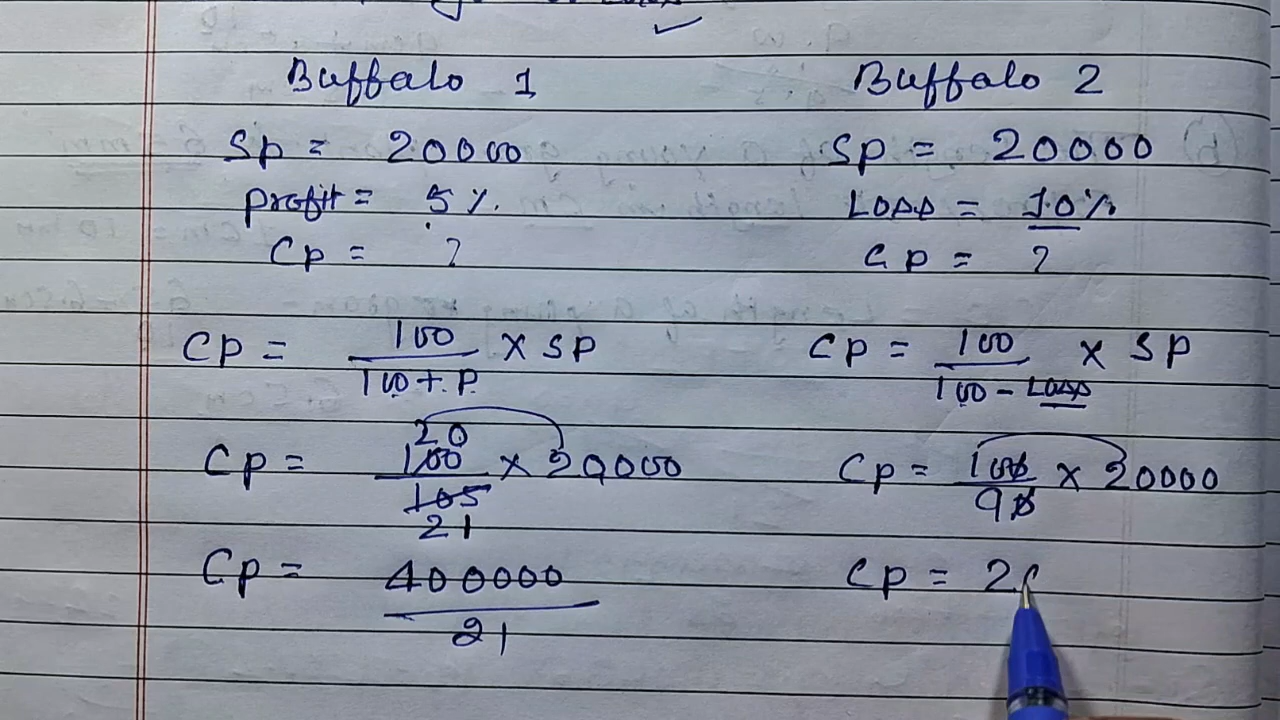 Buffalo 1
SP = 20000
Profit = 5 %.
CP = ?
CP = 100 / 100 + P × SP
CP = 20 100 / 105 21 × 20000
CP = 400000 / 21
Buffalo 2
SP = 20000
Loss = 10%
CP = ?
CP = 100 / 100 - Loss × SP
CP = 100 / 90 × 20000
CP = 20